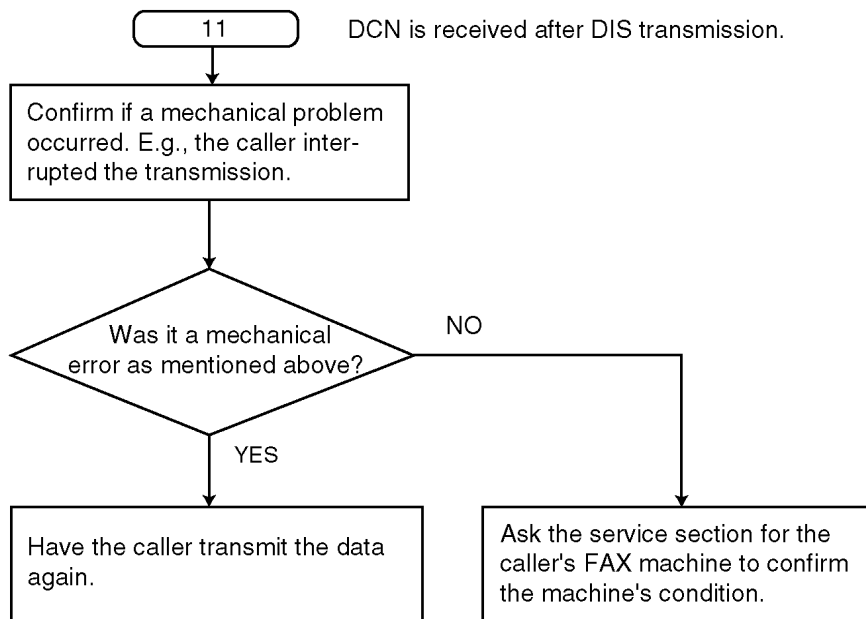 11
DCN is received after DIS transmission.
Confirm if a mechanical problem
occurred. E.g., the caller inter-
rupted the transmission.
Was it a mechanical
error as mentioned above?
NO
YES
Have the caller transmit the data
again.
Ask the service section for the
caller's FAX machine to confirm
the machine's condition.